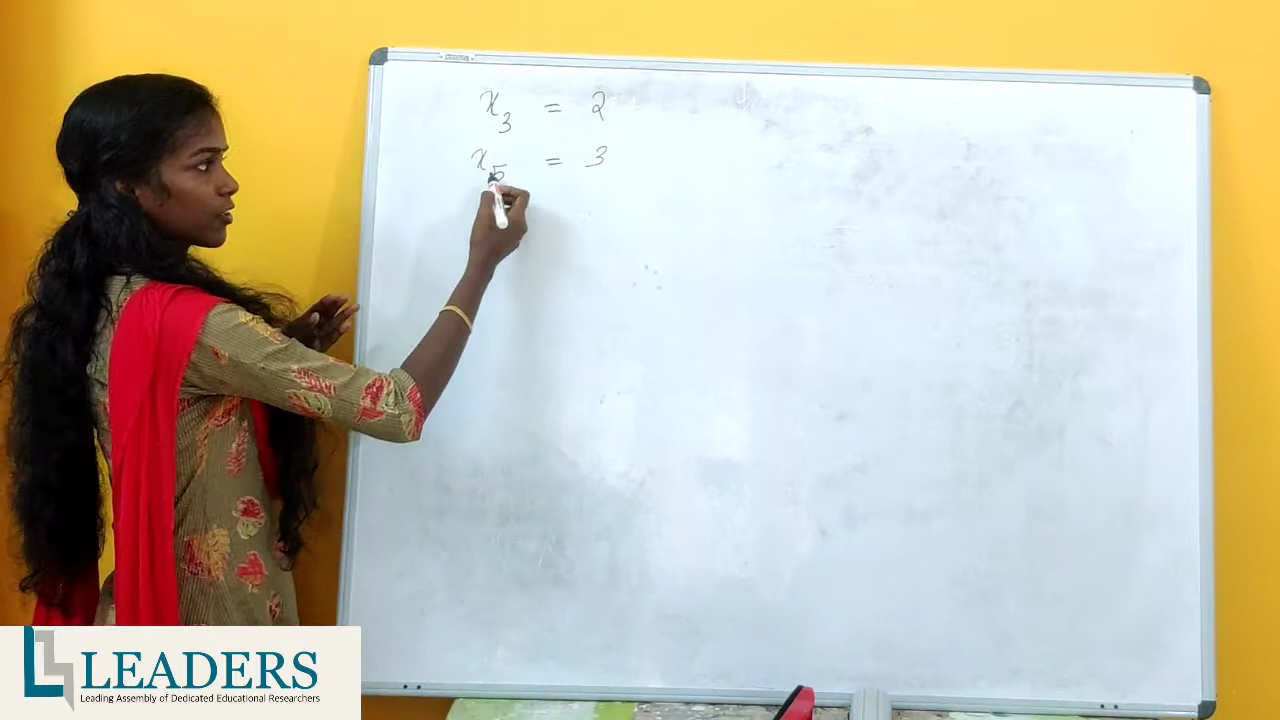 x₃ = 2
x₅ = 3
LEADERS
Leading Assembly of Dedicated Educational Researchers